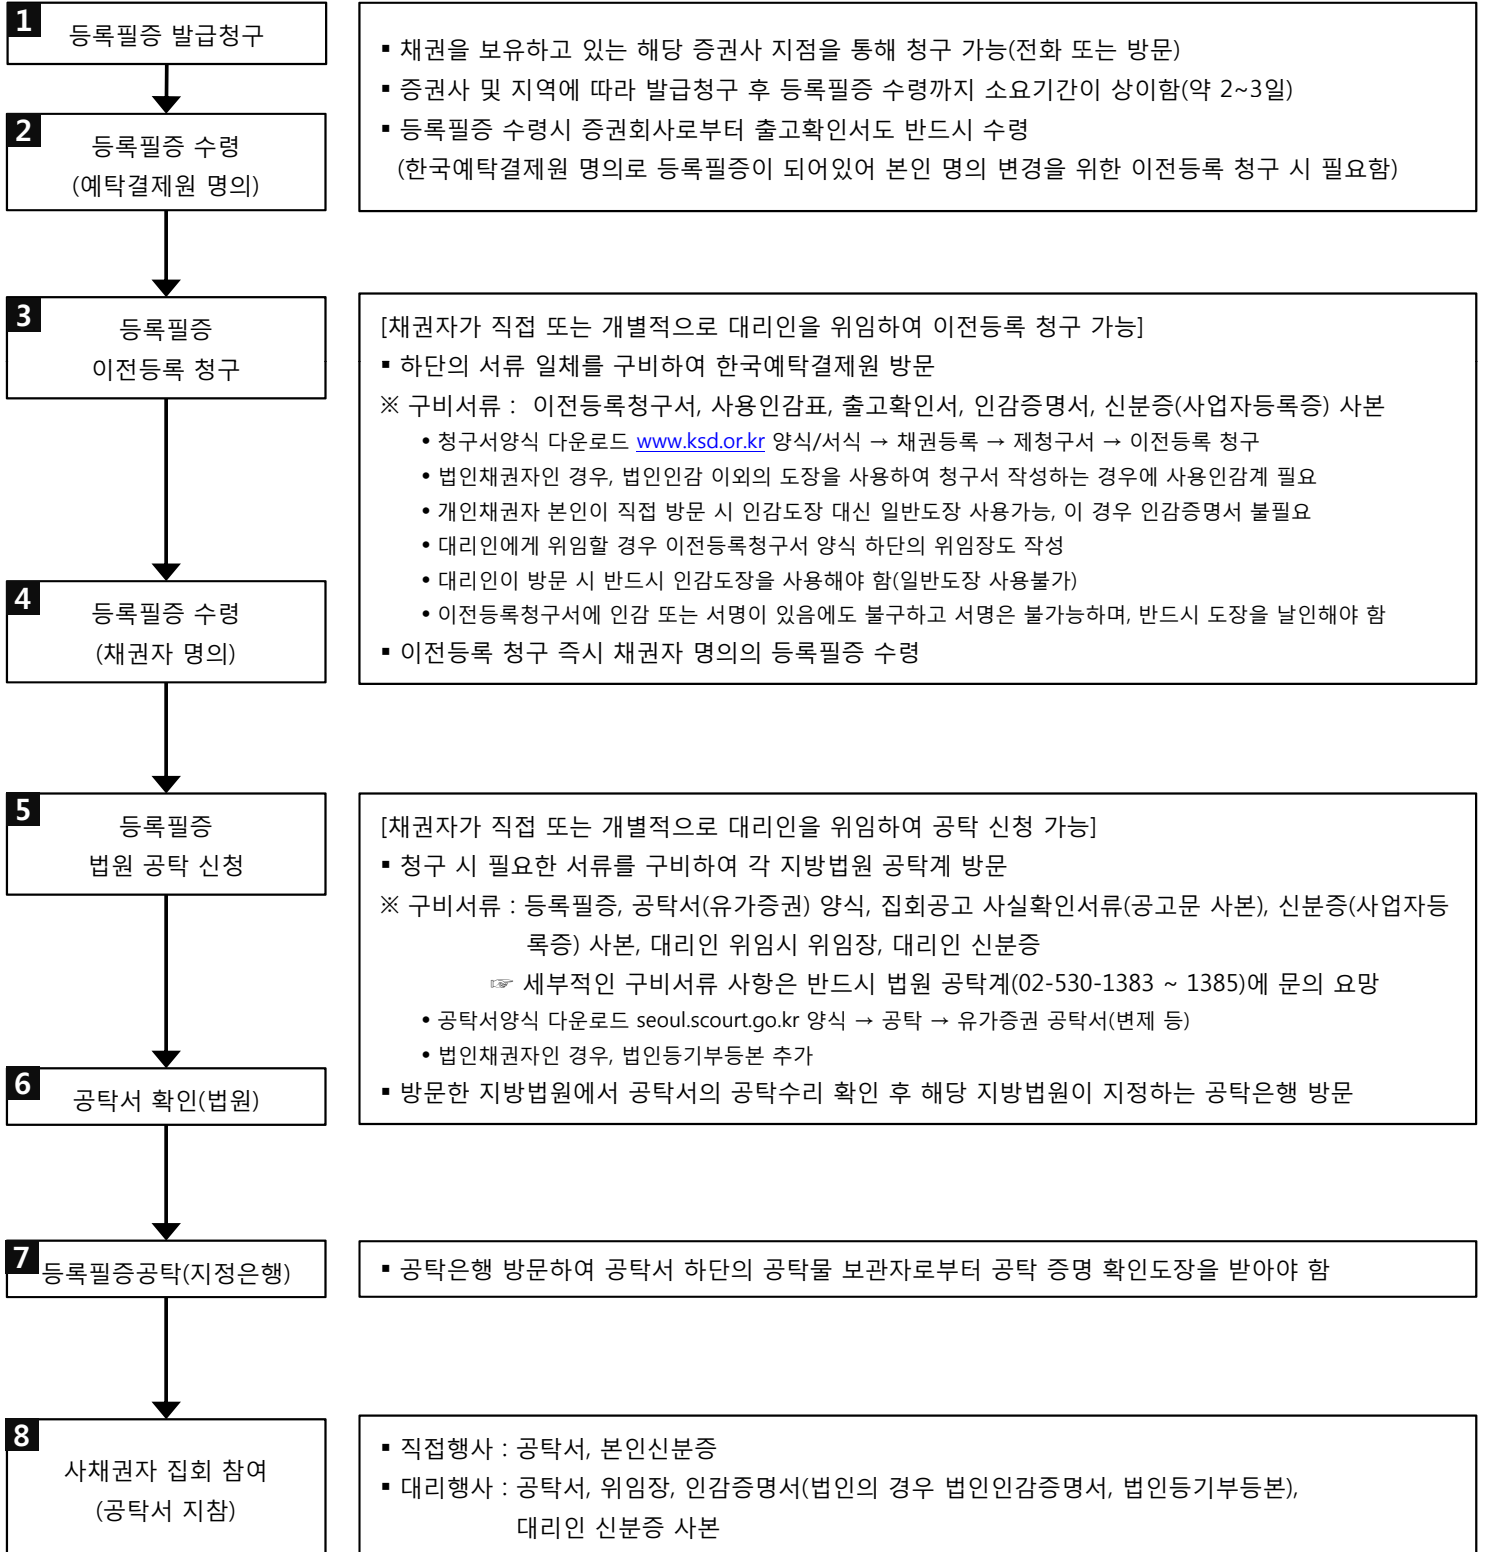 1
등록필증 발급청구
▪ 채권을 보유하고 있는 해당 증권사 지점을 통해 청구 가능(전화 또는 방문)
▪ 증권사 및 지역에 따라 발급청구 후 등록필증 수령까지 소요기간이 상이함(약 2~3일)
▪ 등록필증 수령시 증권회사로부터 출고확인서도 반드시 수령
(한국예탁결제원 명의로 등록필증이 되어있어 본인 명의 변경을 위한 이전등록 청구 시 필요함)
2
등록필증 수령
(예탁결제원 명의)
3
등록필증
이전등록 청구
[채권자가 직접 또는 개별적으로 대리인을 위임하여 이전등록 청구 가능]
▪ 하단의 서류 일체를 구비하여 한국예탁결제원 방문
※ 구비서류 : 이전등록청구서, 사용인감표, 출고확인서, 인감증명서, 신분증(사업자등록증) 사본
• 청구서양식 다운로드 www.ksd.or.kr 양식/서식 → 채권등록 → 제청구서 → 이전등록 청구
• 법인채권자인 경우, 법인인감 이외의 도장을 사용하여 청구서 작성하는 경우에 사용인감계 필요
• 개인채권자 본인이 직접 방문 시 인감도장 대신 일반도장 사용가능, 이 경우 인감증명서 불필요
• 대리인에게 위임할 경우 이전등록청구서 양식 하단의 위임장도 작성
• 대리인이 방문 시 반드시 인감도장을 사용해야 함(일반도장 사용불가)
• 이전등록청구서에 인감 또는 서명이 있음에도 불구하고 서명은 불가능하며, 반드시 도장을 날인해야 함
▪ 이전등록 청구 즉시 채권자 명의의 등록필증 수령
4
등록필증 수령
(채권자 명의)
5
등록필증
법원 공탁 신청
[채권자가 직접 또는 개별적으로 대리인을 위임하여 공탁 신청 가능]
▪ 청구 시 필요한 서류를 구비하여 각 지방법원 공탁계 방문
※ 구비서류 : 등록필증, 공탁서(유가증권) 양식, 집회공고 사실확인서류(공고문 사본), 신분증(사업자등
록증) 사본, 대리인 위임시 위임장, 대리인 신분증
☞ 세부적인 구비서류 사항은 반드시 법원 공탁계(02-530-1383 ~ 1385)에 문의 요망
• 공탁서양식 다운로드 seoul.scourt.go.kr 양식 → 공탁 → 유가증권 공탁서(변제 등)
• 법인채권자인 경우, 법인등기부등본 추가
▪ 방문한 지방법원에서 공탁서의 공탁수리 확인 후 해당 지방법원이 지정하는 공탁은행 방문
6
공탁서 확인(법원)
7
등록필증공탁(지정은행)
▪ 공탁은행 방문하여 공탁서 하단의 공탁물 보관자로부터 공탁 증명 확인도장을 받아야 함
8
사채권자 집회 참여
(공탁서 지참)
▪ 직접행사 : 공탁서, 본인신분증
▪ 대리행사 : 공탁서, 위임장, 인감증명서(법인의 경우 법인인감증명서, 법인등기부등본),
대리인 신분증 사본